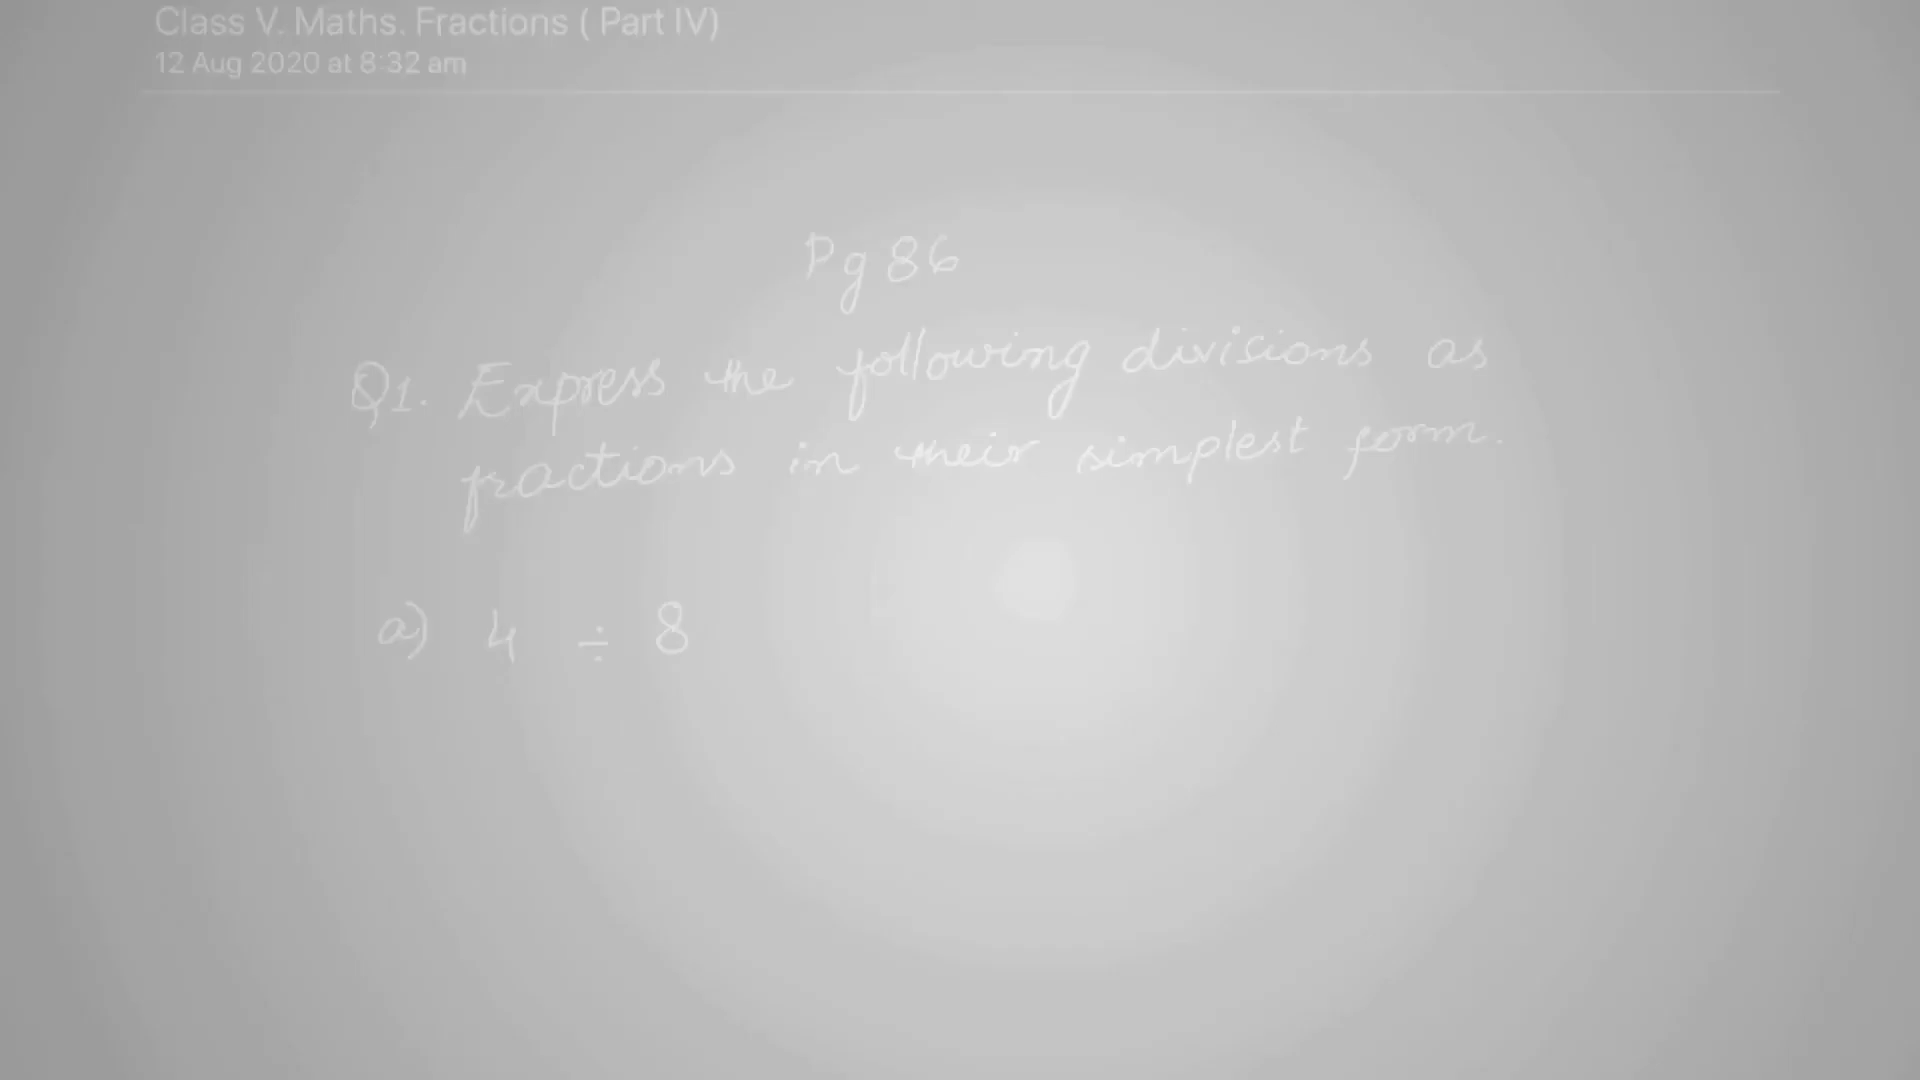 Class V. Maths. Fractions ( Part IV)
12 Aug 2020 at 8:32 am
Pg 86
Q1. Express the following divisions as
fractions in their simplest form.
a) 4 ÷ 8